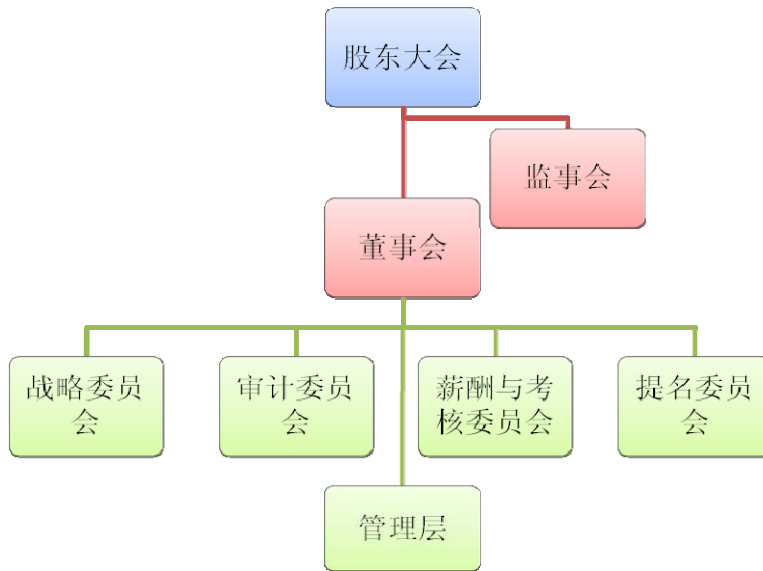 股东大会
监事会
董事会
战略委员
会
审计委员
会
薪酬与考
核委员会
提名委员
会
管理层